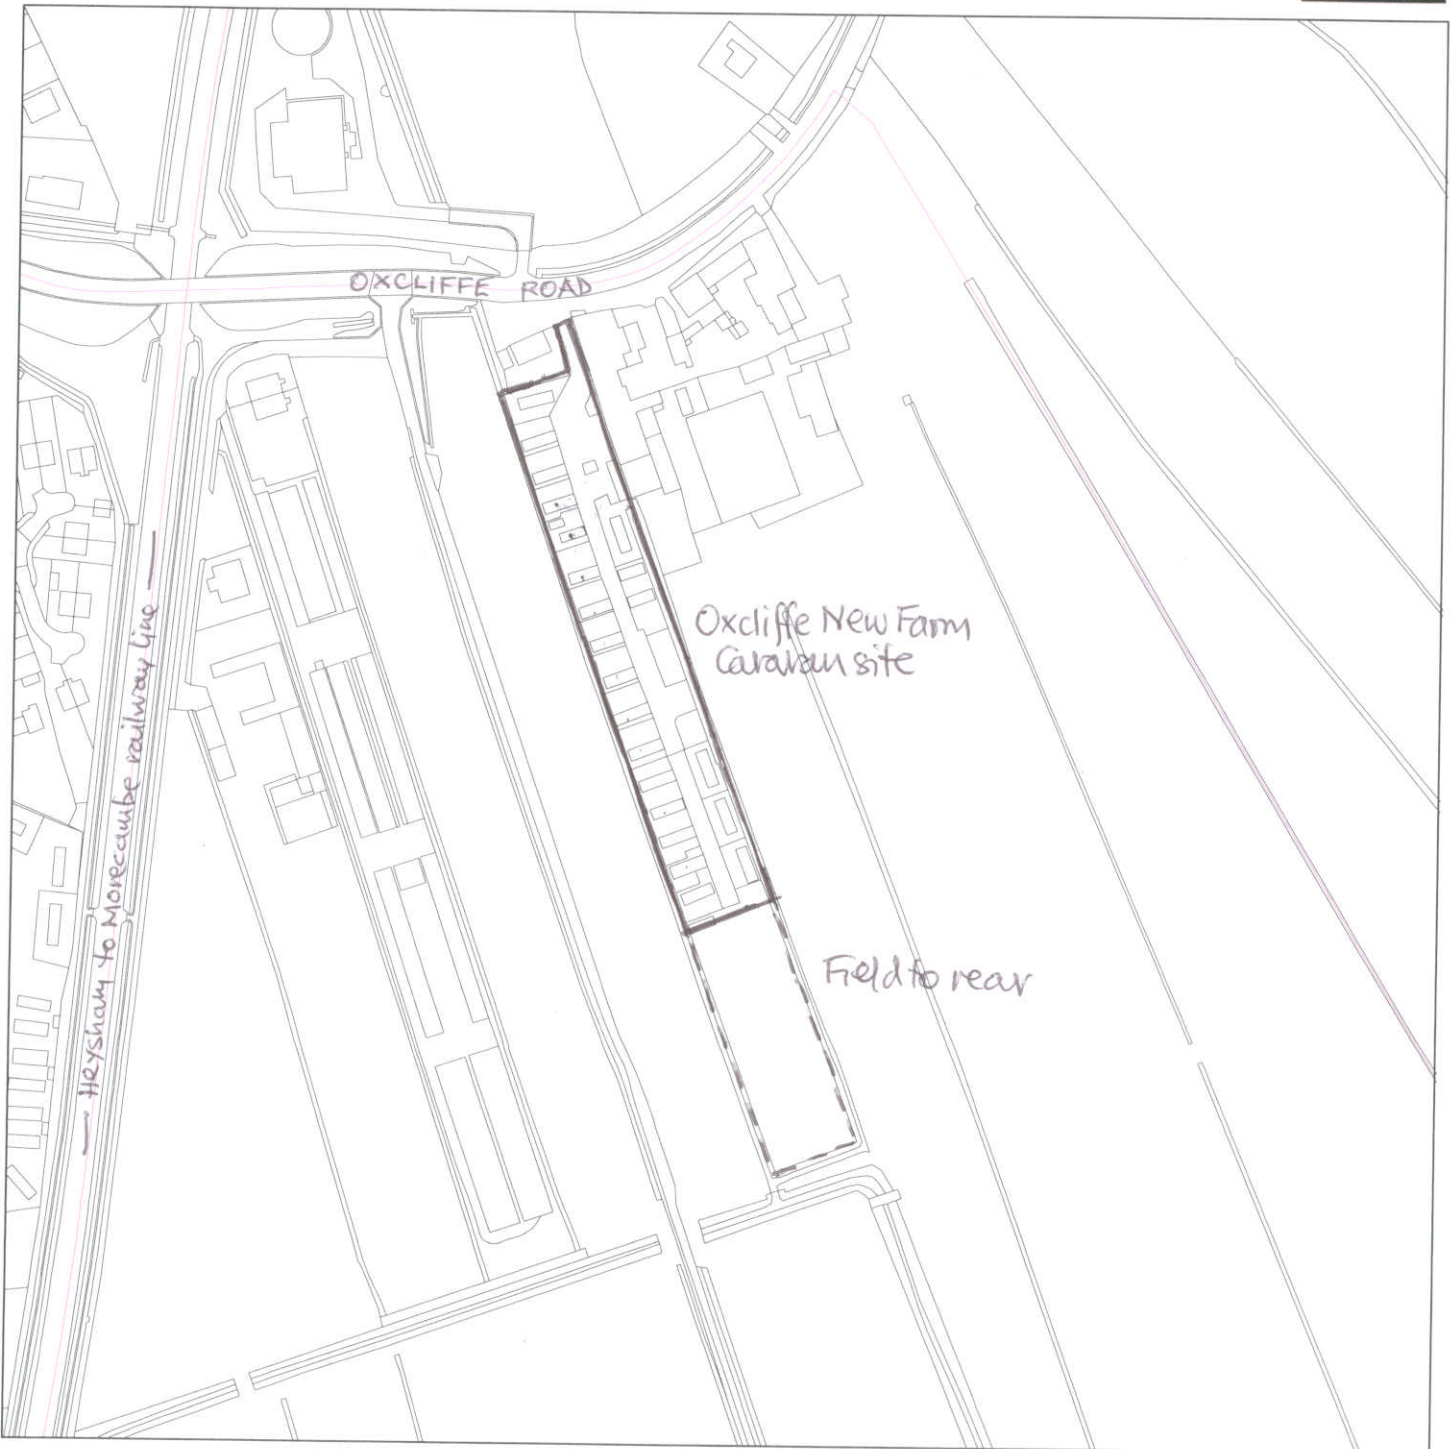 OXCLIFFE ROAD
Oxcliffe New Farm
Caravan site
Heysham to Morecambe railway line
Field to rear